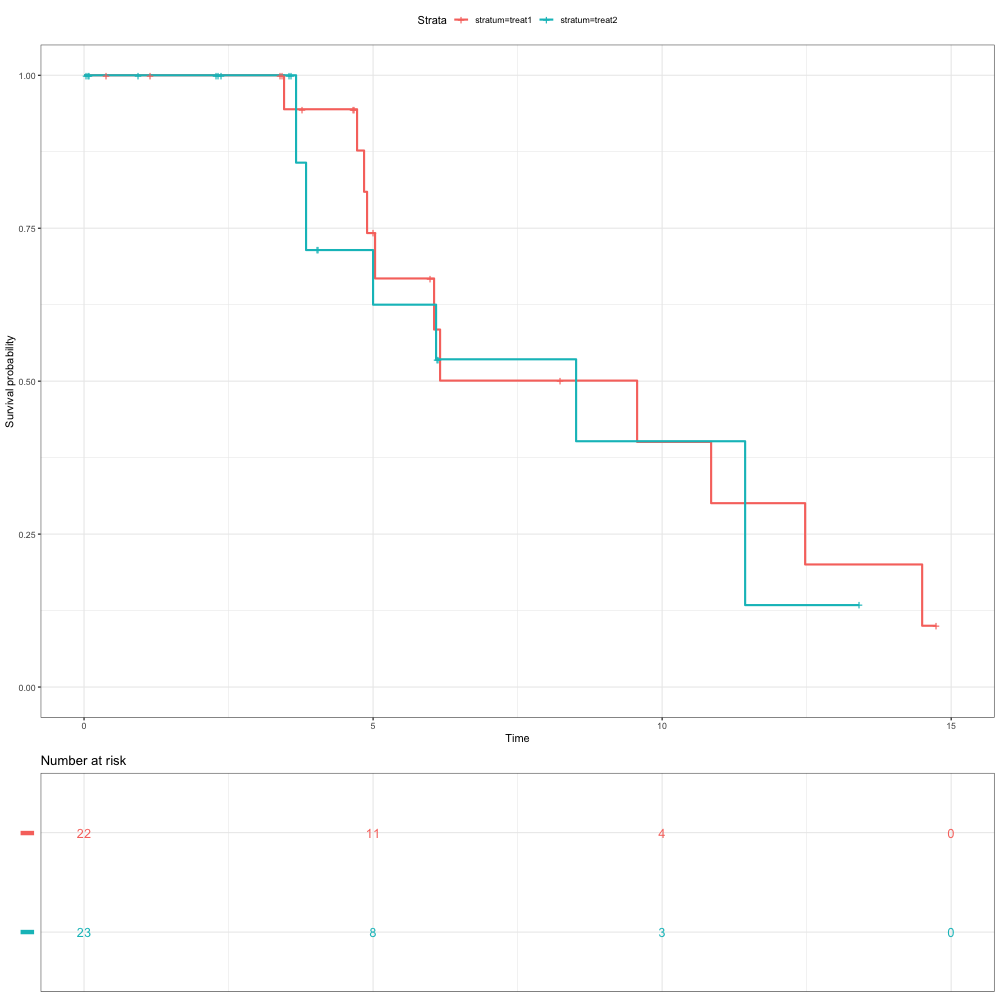 Strata stratum=treat1 stratum=treat2
1.00
0.75
0.50
0.25
0.00
Survival probability
0 5 10 15
Time
Number at risk
22 11 4 0
23 8 3 0